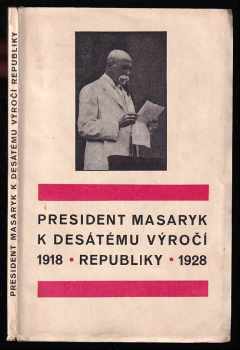 PRESIDENT MASARYK K DESÁTÉMU VÝROČÍ REPUBLIKY
PRESIDENT MASARYK
K DESÁTÉMU VÝROČÍ
1918 • REPUBLIKY • 1928